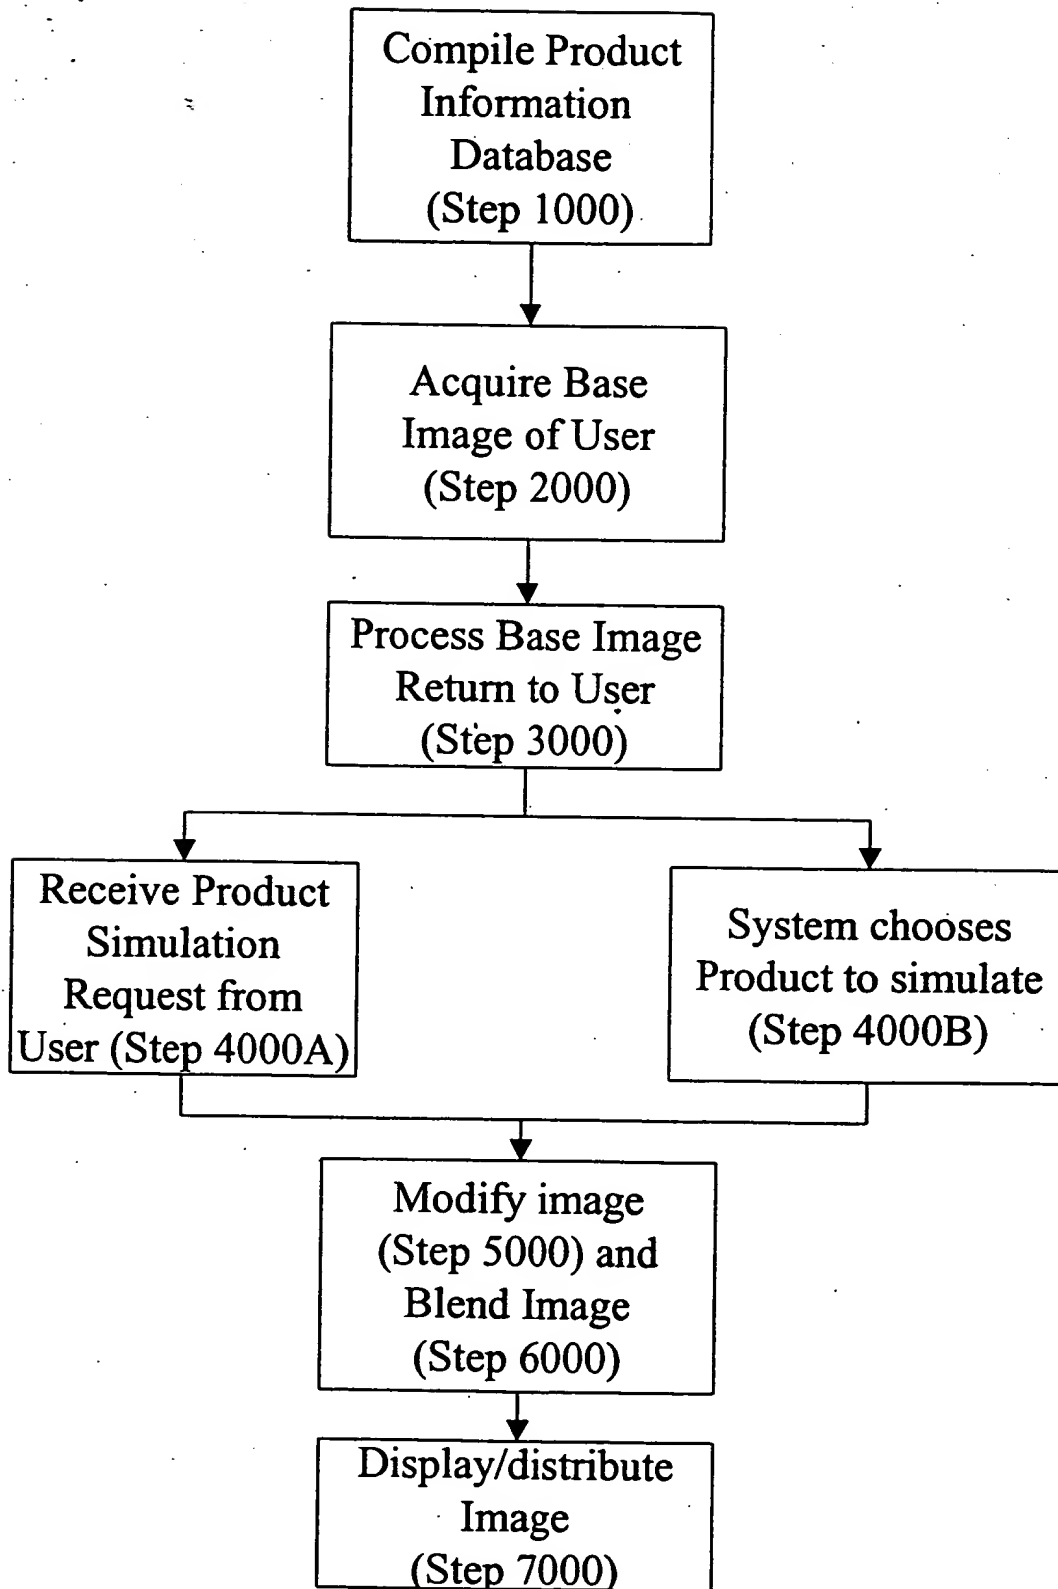 Compile Product
Information
Database
(Step 1000)
Acquire Base
Image of User
(Step 2000)
Process Base Image
Return to User
(Step 3000)
Receive Product
Simulation
Request from
User (Step 4000A)
System chooses
Product to simulate
(Step 4000B)
Modify image
(Step 5000) and
Blend Image
(Step 6000)
Display/distribute
Image
(Step 7000)